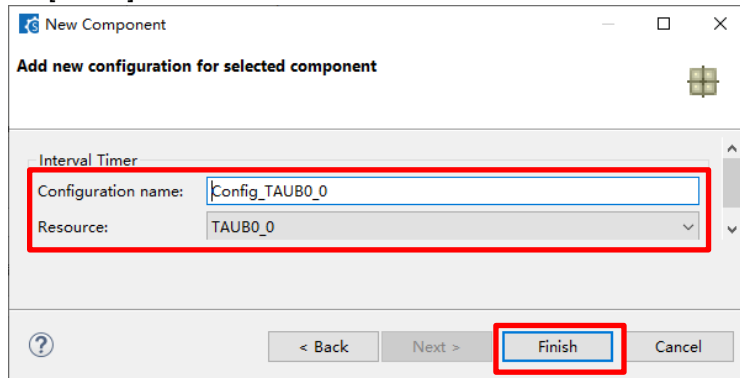 New Component
Add new configuration for selected component
Interval Timer
Configuration name: Config_TAUB0_0
Resource: TAUB0_0
< Back Next > Finish Cancel